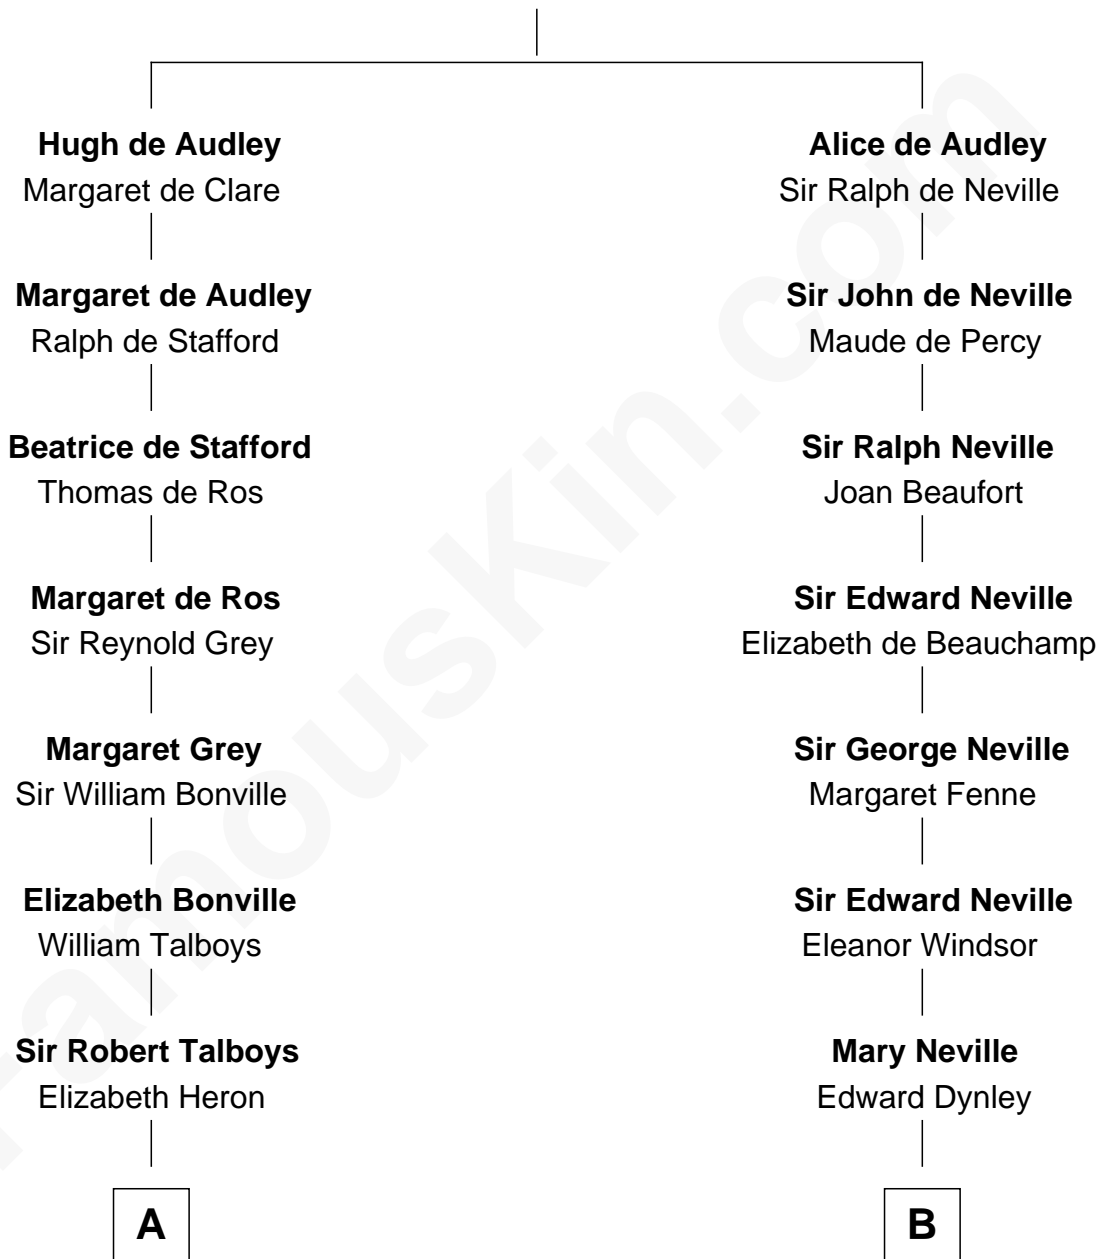 Hugh de Audley
Margaret de Clare
Margaret de Audley
Ralph de Stafford
Beatrice de Stafford
Thomas de Ros
Margaret de Ros
Sir Reynold Grey
Margaret Grey
Sir William Bonville
Elizabeth Bonville
William Talboys
Sir Robert Talboys
Elizabeth Heron
A
Alice de Audley
Sir Ralph de Neville
Sir John de Neville
Maude de Percy
Sir Ralph Neville
Joan Beaufort
Sir Edward Neville
Elizabeth de Beauchamp
Sir George Neville
Margaret Fenne
Sir Edward Neville
Eleanor Windsor
Mary Neville
Edward Dynley
B
FamousKin.com